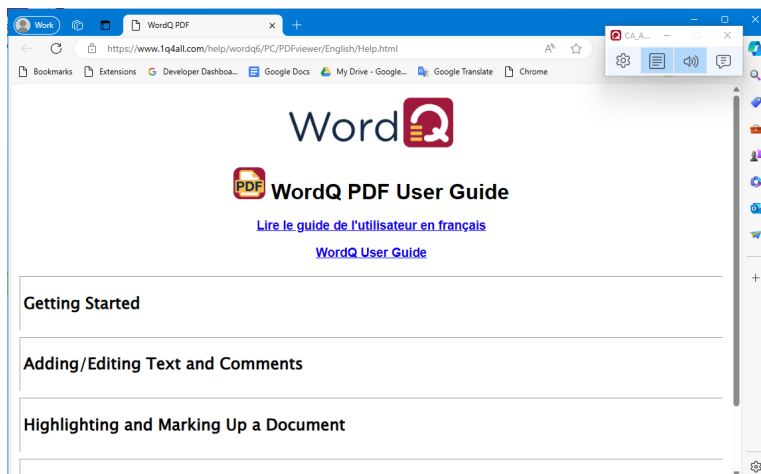 Work
WordQ PDF
CA_A...
https://www.1q4all.com/help/wordq6/PC/PDFviewer/English/Help.html
Bookmarks Extensions Developer Dashboa... Google Docs My Drive - Google... Google Translate Chrome
WordQ
PDF WordQ PDF User Guide
Lire le guide de l'utilisateur en français
WordQ User Guide
Getting Started
Adding/Editing Text and Comments
Highlighting and Marking Up a Document